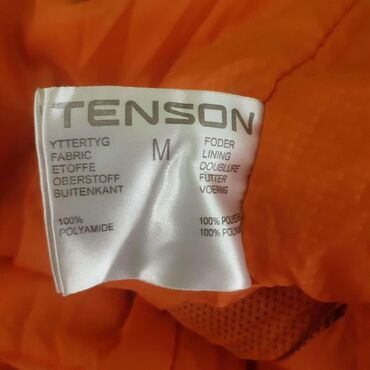 TENSON
YTTERTYG
FABRIC
ETOFFE
OBERSTOFF
BUITENKANT
M
FODER
LINING
DOUBLURE
FUTTER
VOERING
100%
POLYAMIDE
100%
100%